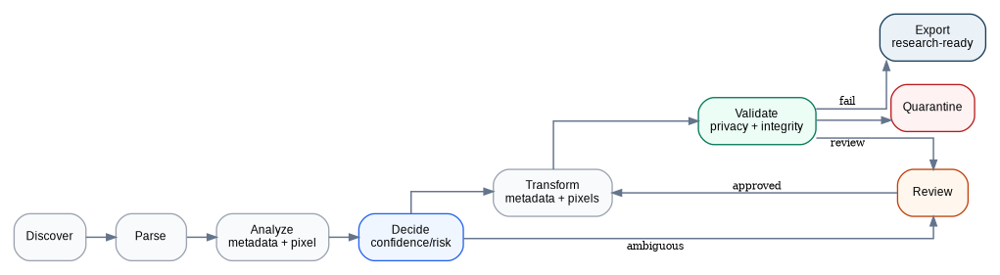 Export
research-ready
fail
Quarantine
Validate
privacy + integrity
review
Transform
metadata + pixels
approved
Review
Discover
Parse
Analyze
metadata + pixel
Decide
confidence/risk
ambiguous